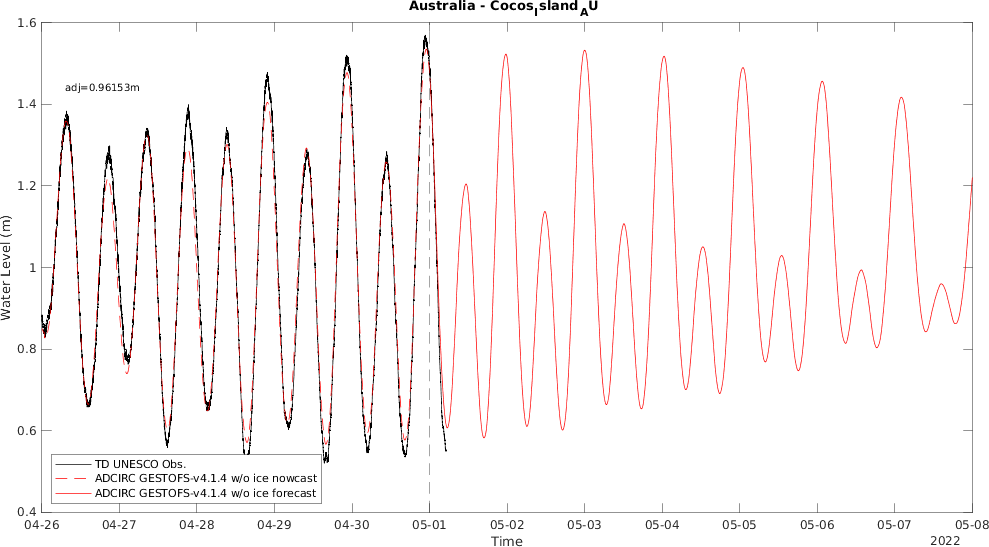 Australia - Cocos_Island_AU
adj=0.96153m
Water Level (m)
1.6
1.4
1.2
1
0.8
0.6
0.4
TD UNESCO Obs.
ADCIRC GESTOFS-v4.1.4 w/o ice nowcast
ADCIRC GESTOFS-v4.1.4 w/o ice forecast
04-26 04-27 04-28 04-29 04-30 05-01 05-02 05-03 05-04 05-05 05-06 05-07 05-08
Time
2022